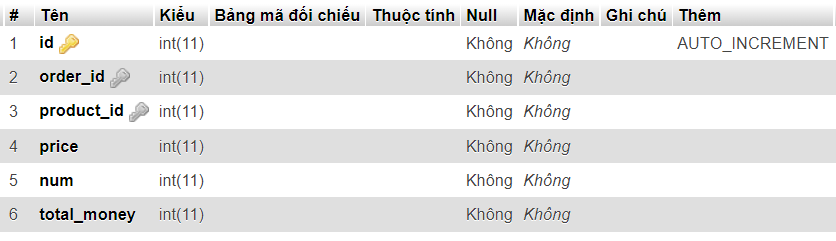 # Tên Kiểu Bảng mã đối chiếu Thuộc tính Null Mặc định Ghi chú Thêm
1 id int(11) Không Không AUTO_INCREMENT
2 order_id int(11) Không Không
3 product_id int(11) Không Không
4 price int(11) Không Không
5 num int(11) Không Không
6 total_money int(11) Không Không